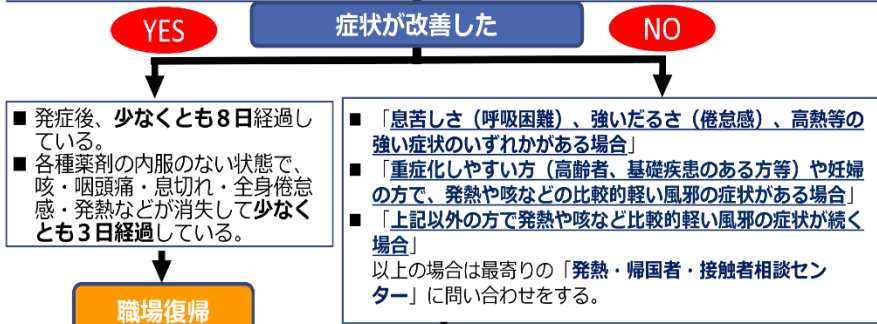 YES
症状が改善した
NO
■ 発症後、少なくとも８日経過し
ている。
■ 各種薬剤の内服のない状態で、
咳・咽頭痛・息切れ・全身倦怠
感・発熱などが消失して少なく
とも３日経過している。
職場復帰
■ 「息苦しさ（呼吸困難）、強いだるさ（倦怠感）、高熱等の
強い症状のいずれかがある場合」
■ 「重症化しやすい方（高齢者、基礎疾患のある方等）や妊婦
の方で、発熱や咳などの比較的軽い風邪の症状がある場合」
■ 「上記以外の方で発熱や咳など比較的軽い風邪の症状が続く
場合」
以上の場合は最寄りの「発熱・帰国者・接触者相談セン
ター」に問い合わせをする。